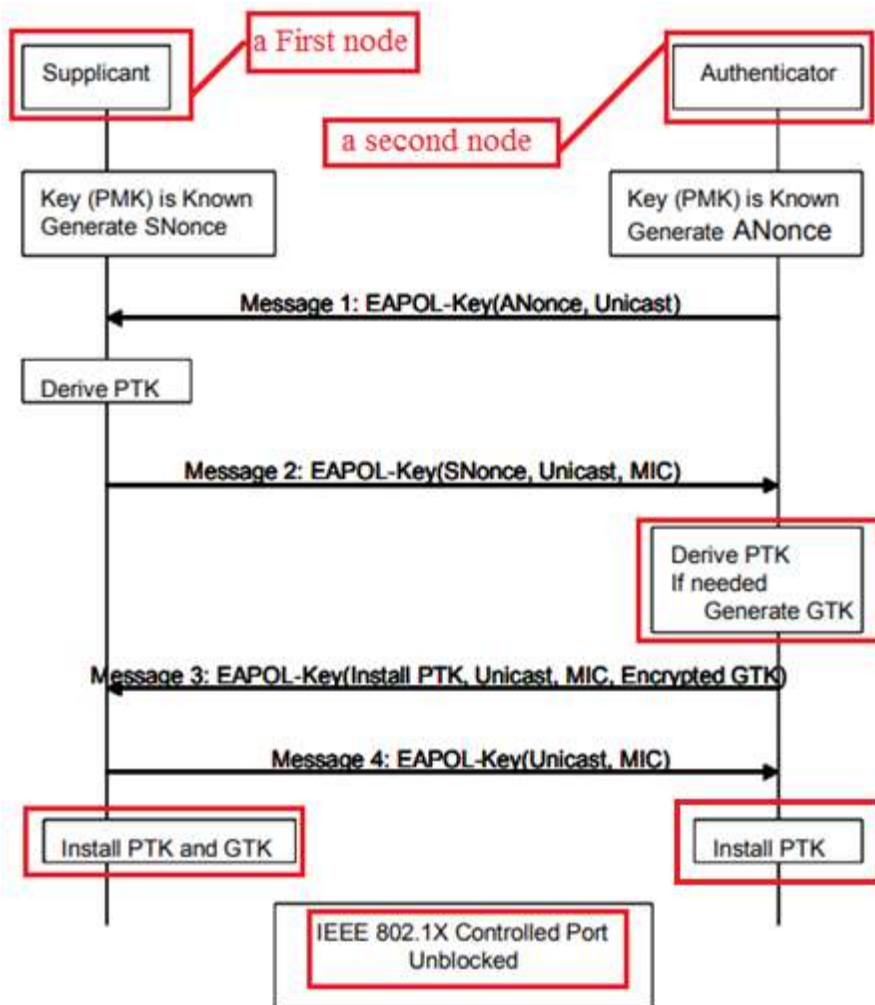 a First node
Supplicant
Authenticator
a second node
Key (PMK) is Known
Generate SNonce
Key (PMK) is Known
Generate ANonce
Message 1: EAPOL-Key(ANonce, Unicast)
Derive PTK
Message 2: EAPOL-Key(SNonce, Unicast, MIC)
Derive PTK
If needed
Generate GTK
Message 3: EAPOL-Key(Install PTK, Unicast, MIC, Encrypted GTK)
Message 4: EAPOL-Key(Unicast, MIC)
Install PTK and GTK
Install PTK
IEEE 802.1X Controlled Port
Unblocked